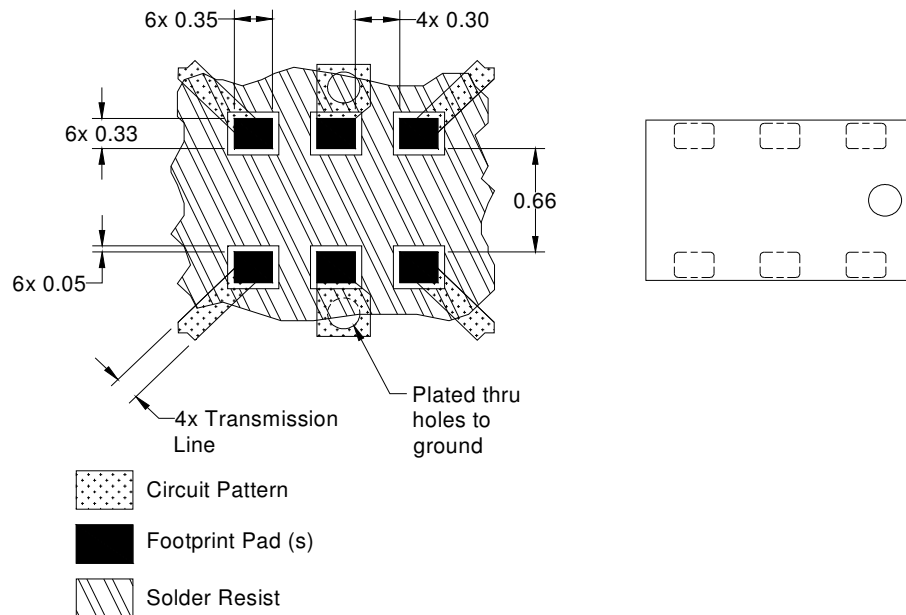 6x 0.35
4x 0.30
6x 0.33
0.66
6x 0.05
4x Transmission
Line
Plated thru
holes to
ground
Circuit Pattern
Footprint Pad (s)
Solder Resist